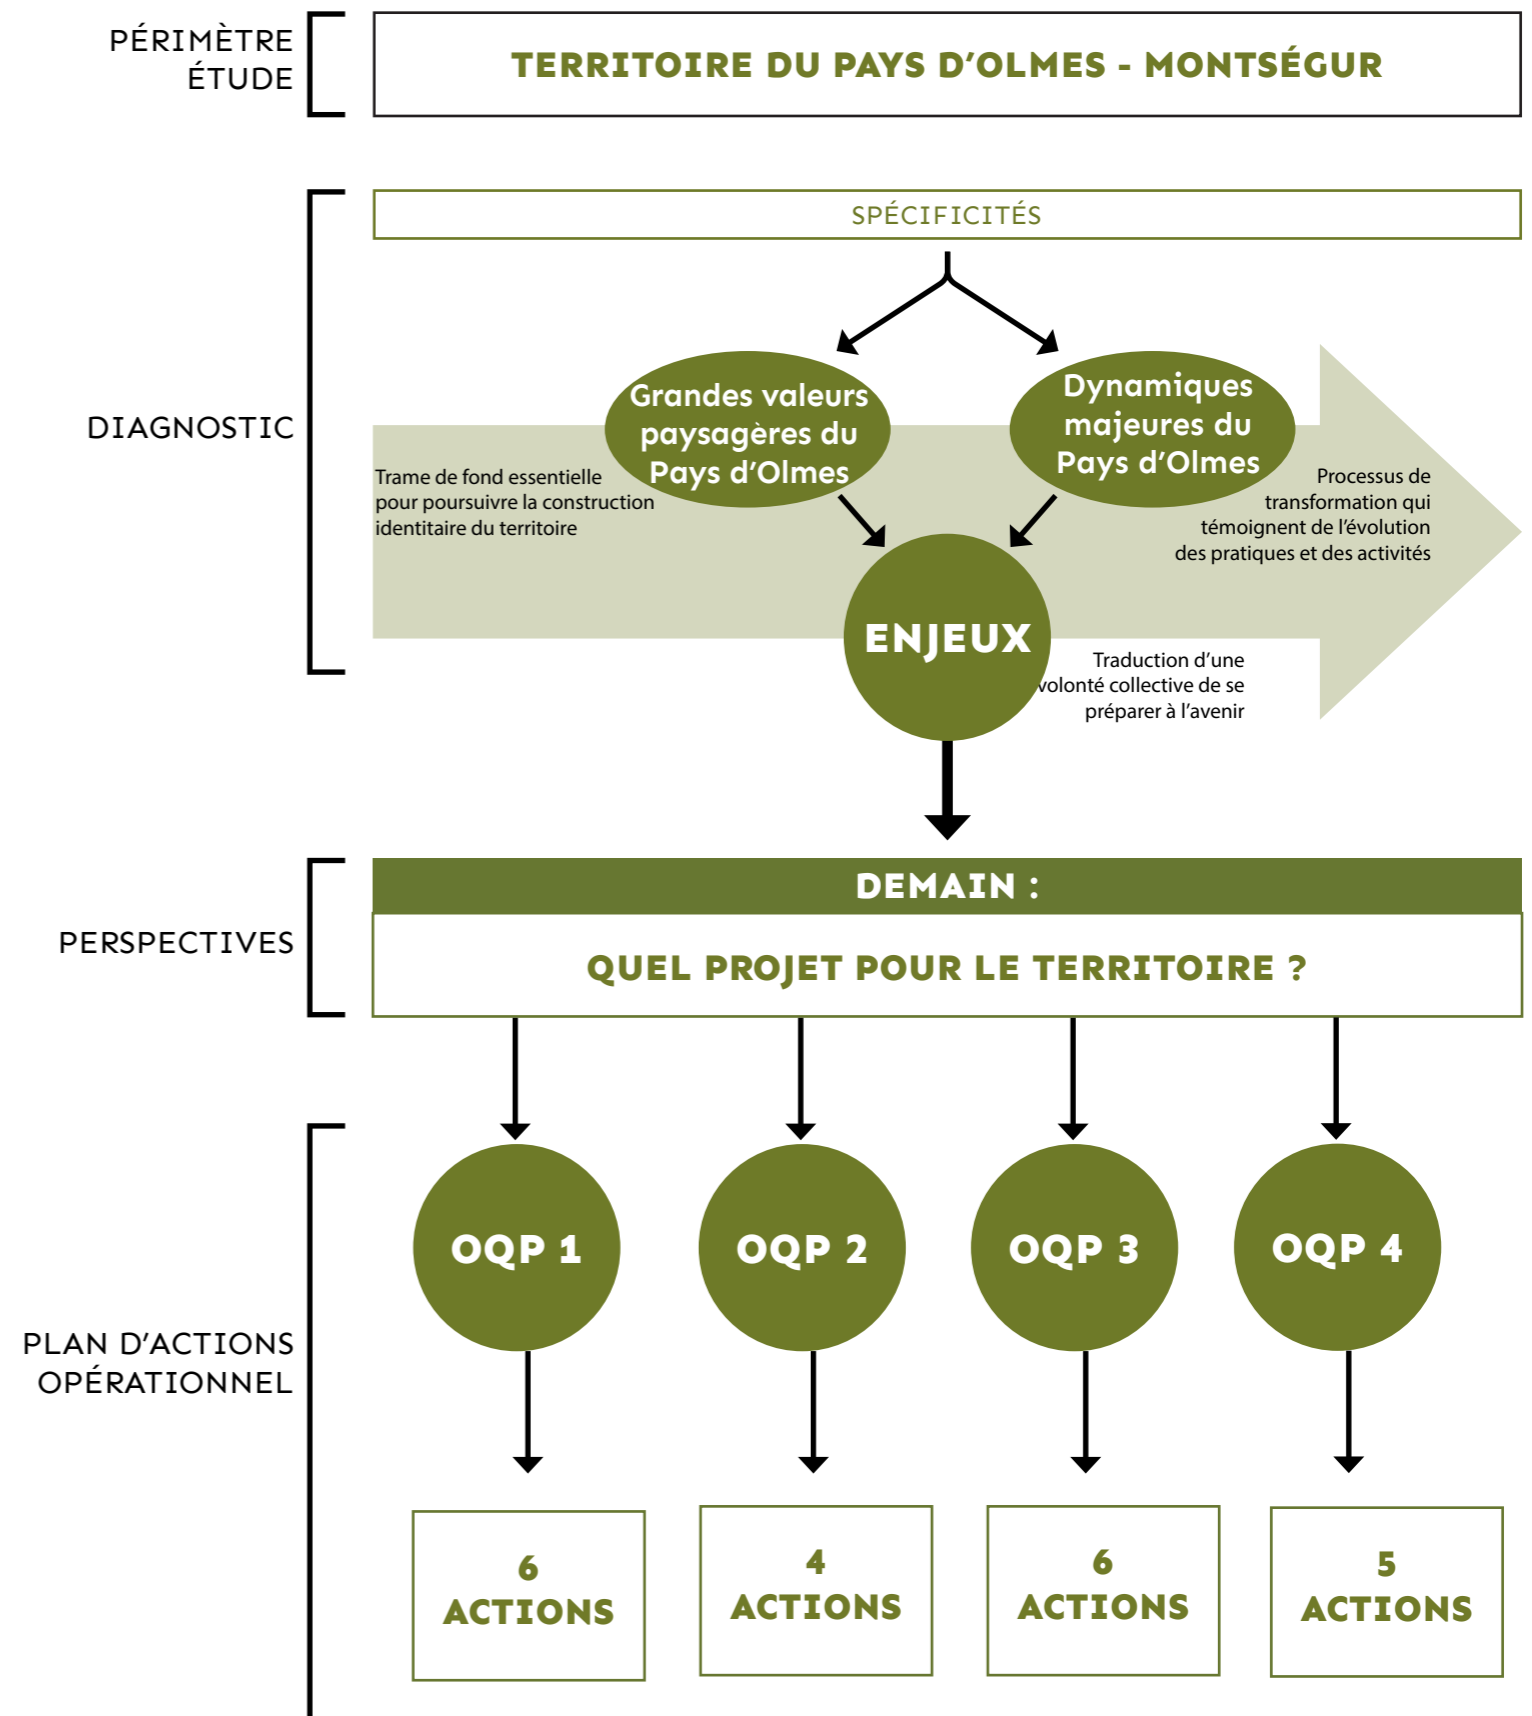 PÉRIMÈTRE
ÉTUDE
TERRITOIRE DU PAYS D’OLMES - MONTSÉGUR
SPÉCIFICITÉS
DIAGNOSTIC
Grandes valeurs
paysagères du
Pays d’Olmes
Dynamiques
majeures du
Pays d’Olmes
Trame de fond essentielle
pour poursuivre la construction
identitaire du territoire
Processus de
transformation qui
témoignent de l’évolution
des pratiques et des activités
ENJEUX
Traduction d’une
volonté collective de se
préparer à l’avenir
PERSPECTIVES
DEMAIN :
QUEL PROJET POUR LE TERRITOIRE ?
PLAN D’ACTIONS
OPÉRATIONNEL
OQP 1
OQP 2
OQP 3
OQP 4
6
ACTIONS
4
ACTIONS
6
ACTIONS
5
ACTIONS